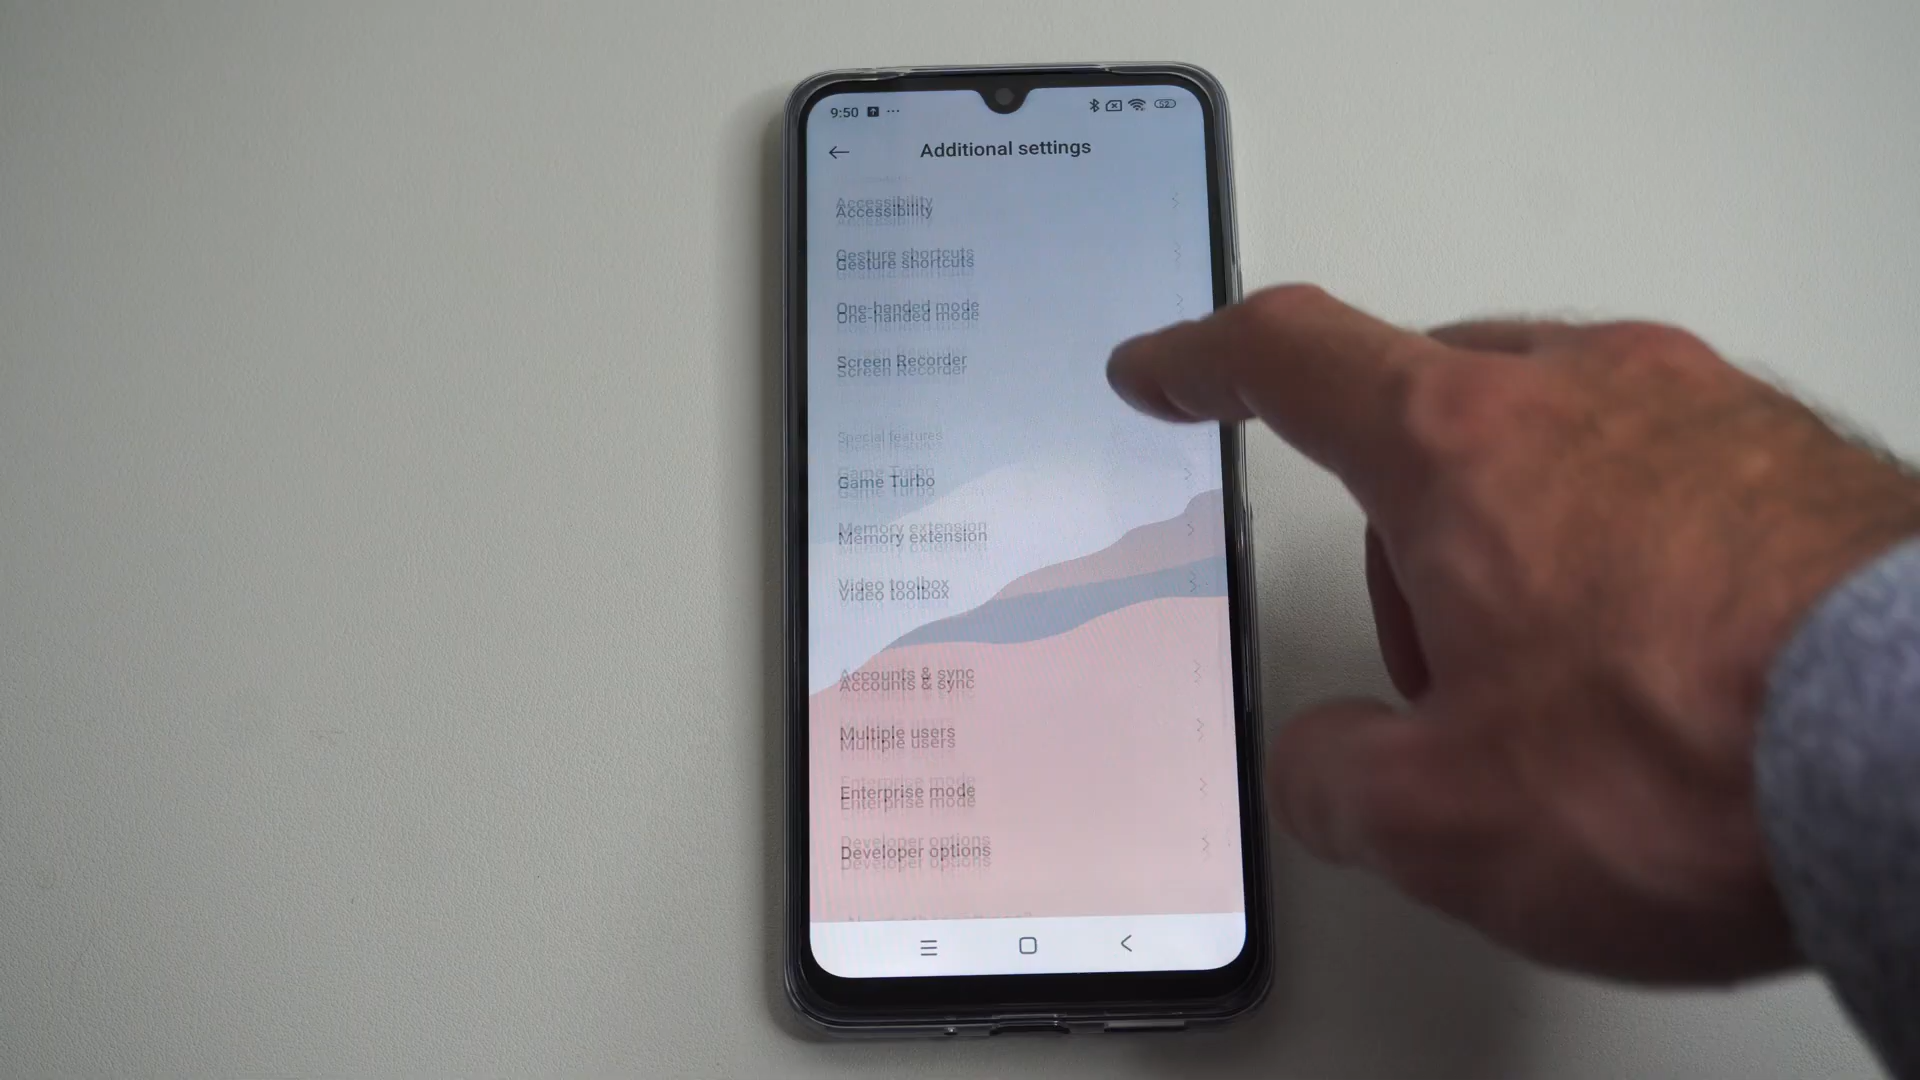 9:50
52
Additional settings
Accessibility
Gesture shortcuts
One-handed mode
Screen Recorder
Special features
Game Turbo
Memory extension
Video toolbox
Accounts & sync
Multiple users
Enterprise mode
Developer options